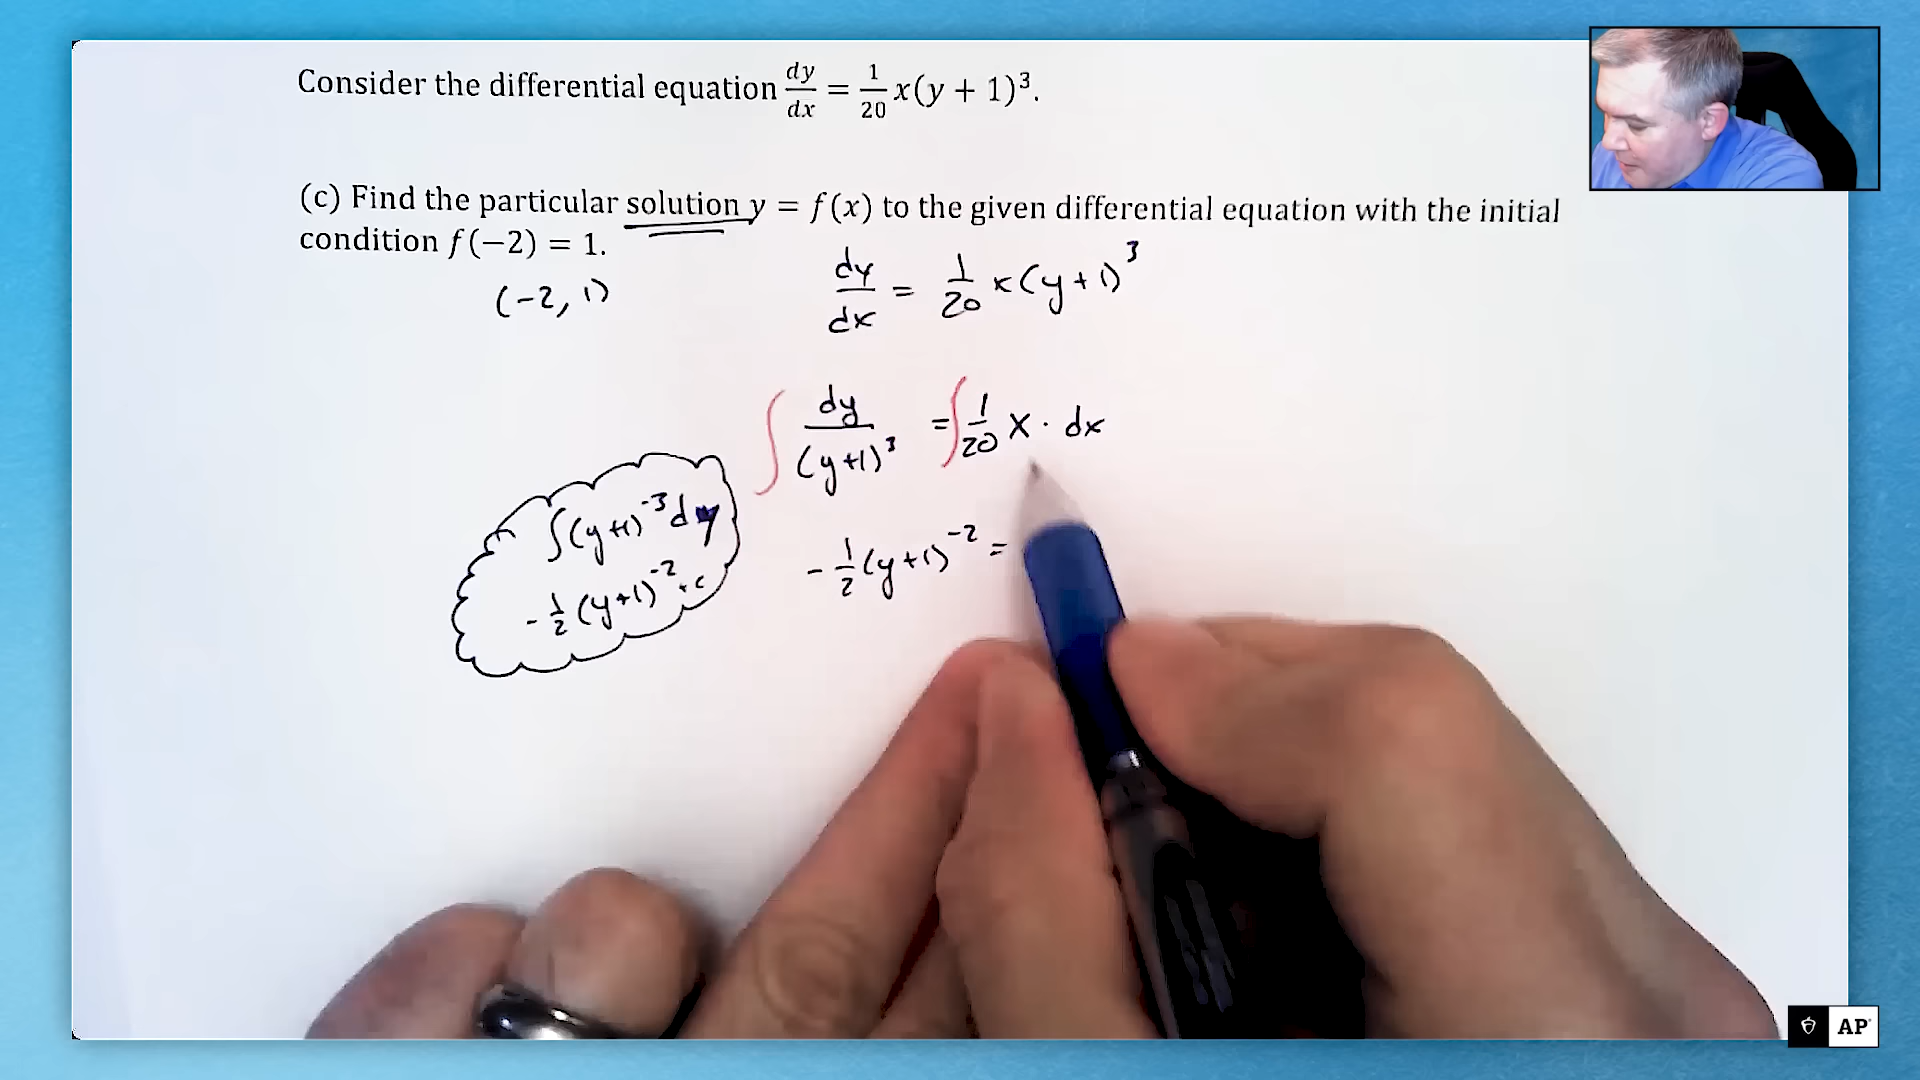 Consider the differential equation dy/dx = 1/20 x(y + 1)³.
(c) Find the particular solution y = f(x) to the given differential equation with the initial
condition f(−2) = 1.
(-2, 1)
dy/dx = 1/20 x(y+1)³
∫ dy/(y+1)³ = ∫ 1/20 x · dx
∫(y+1)⁻³ dy
-1/2 (y+1)⁻² + c
-1/2 (y+1)⁻² =
AP